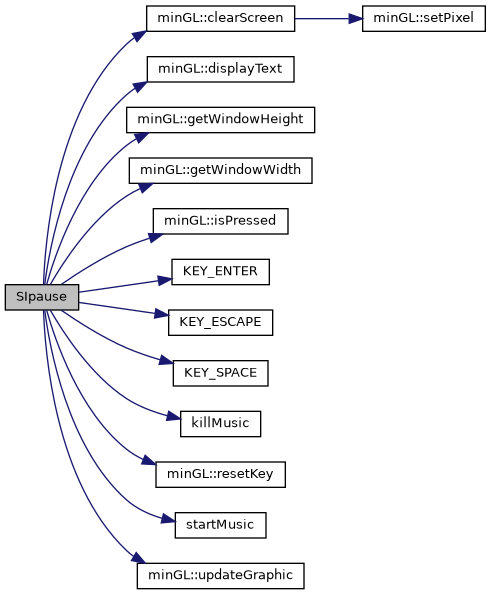 minGL::clearScreen
minGL::setPixel
minGL::displayText
minGL::getWindowHeight
minGL::getWindowWidth
minGL::isPressed
KEY_ENTER
SIpause
KEY_ESCAPE
KEY_SPACE
killMusic
minGL::resetKey
startMusic
minGL::updateGraphic